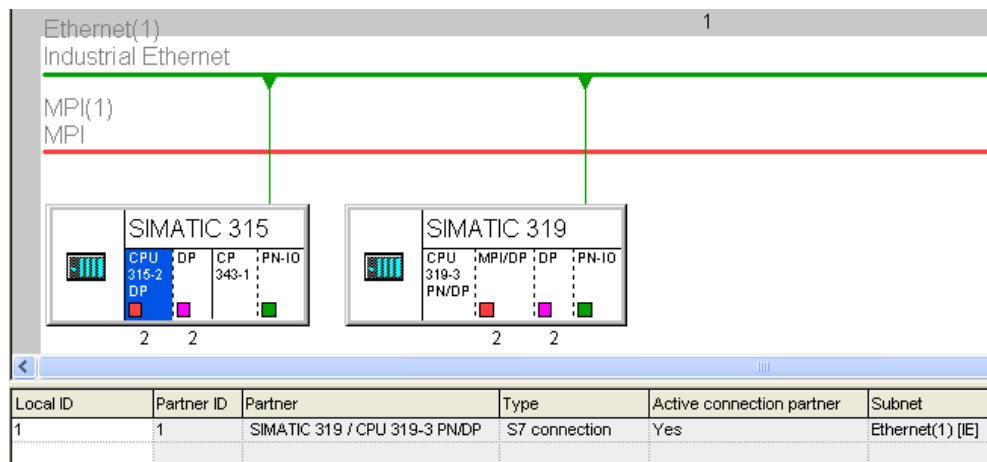 1
Ethernet(1)
Industrial Ethernet
MPI(1)
MPI
SIMATIC 315
CPU 315-2 DP
DP
CP 343-1
PN-IO
2 2
SIMATIC 319
CPU 319-3 PN/DP
MPI/DP
DP
PN-IO
2 2
Local ID Partner ID Partner Type Active connection partner Subnet
1 1 SIMATIC 319 / CPU 319-3 PN/DP S7 connection Yes Ethernet(1) [IE]